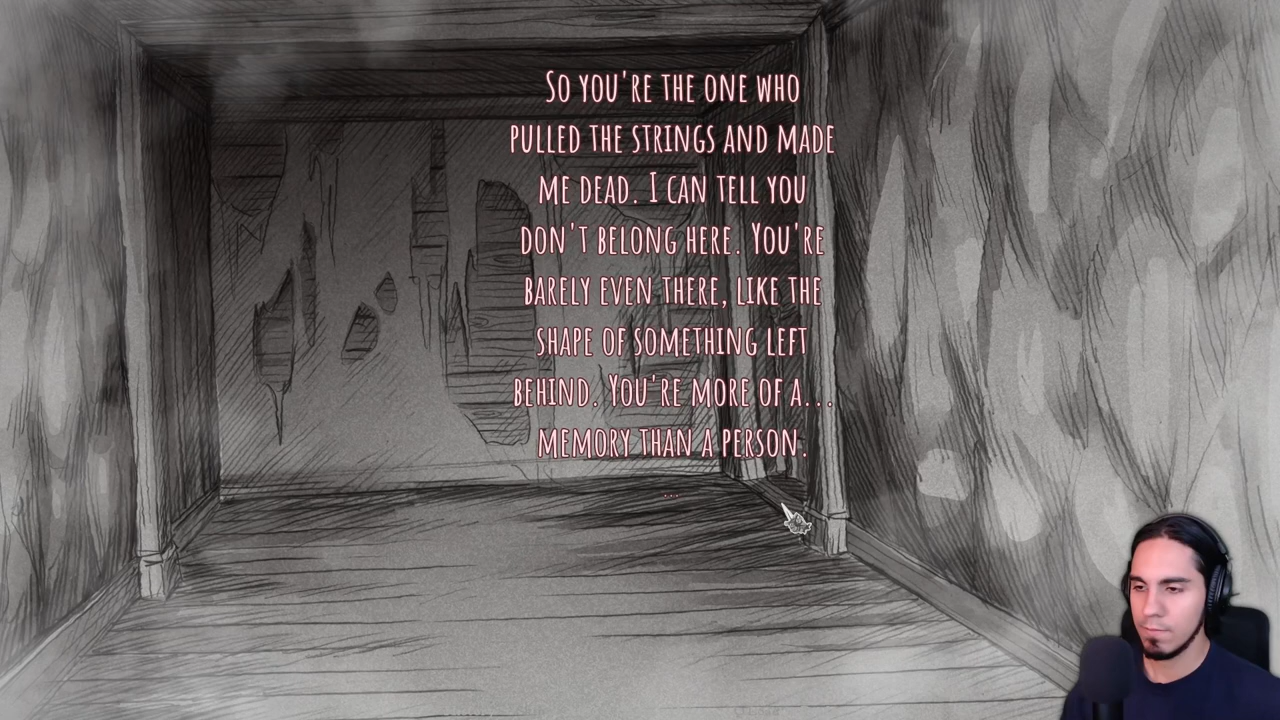 So you're the one who
pulled the strings and made
me dead. I can tell you
don't belong here. You're
barely even there, like the
shape of something left
behind. You're more of a...
memory than a person.
...